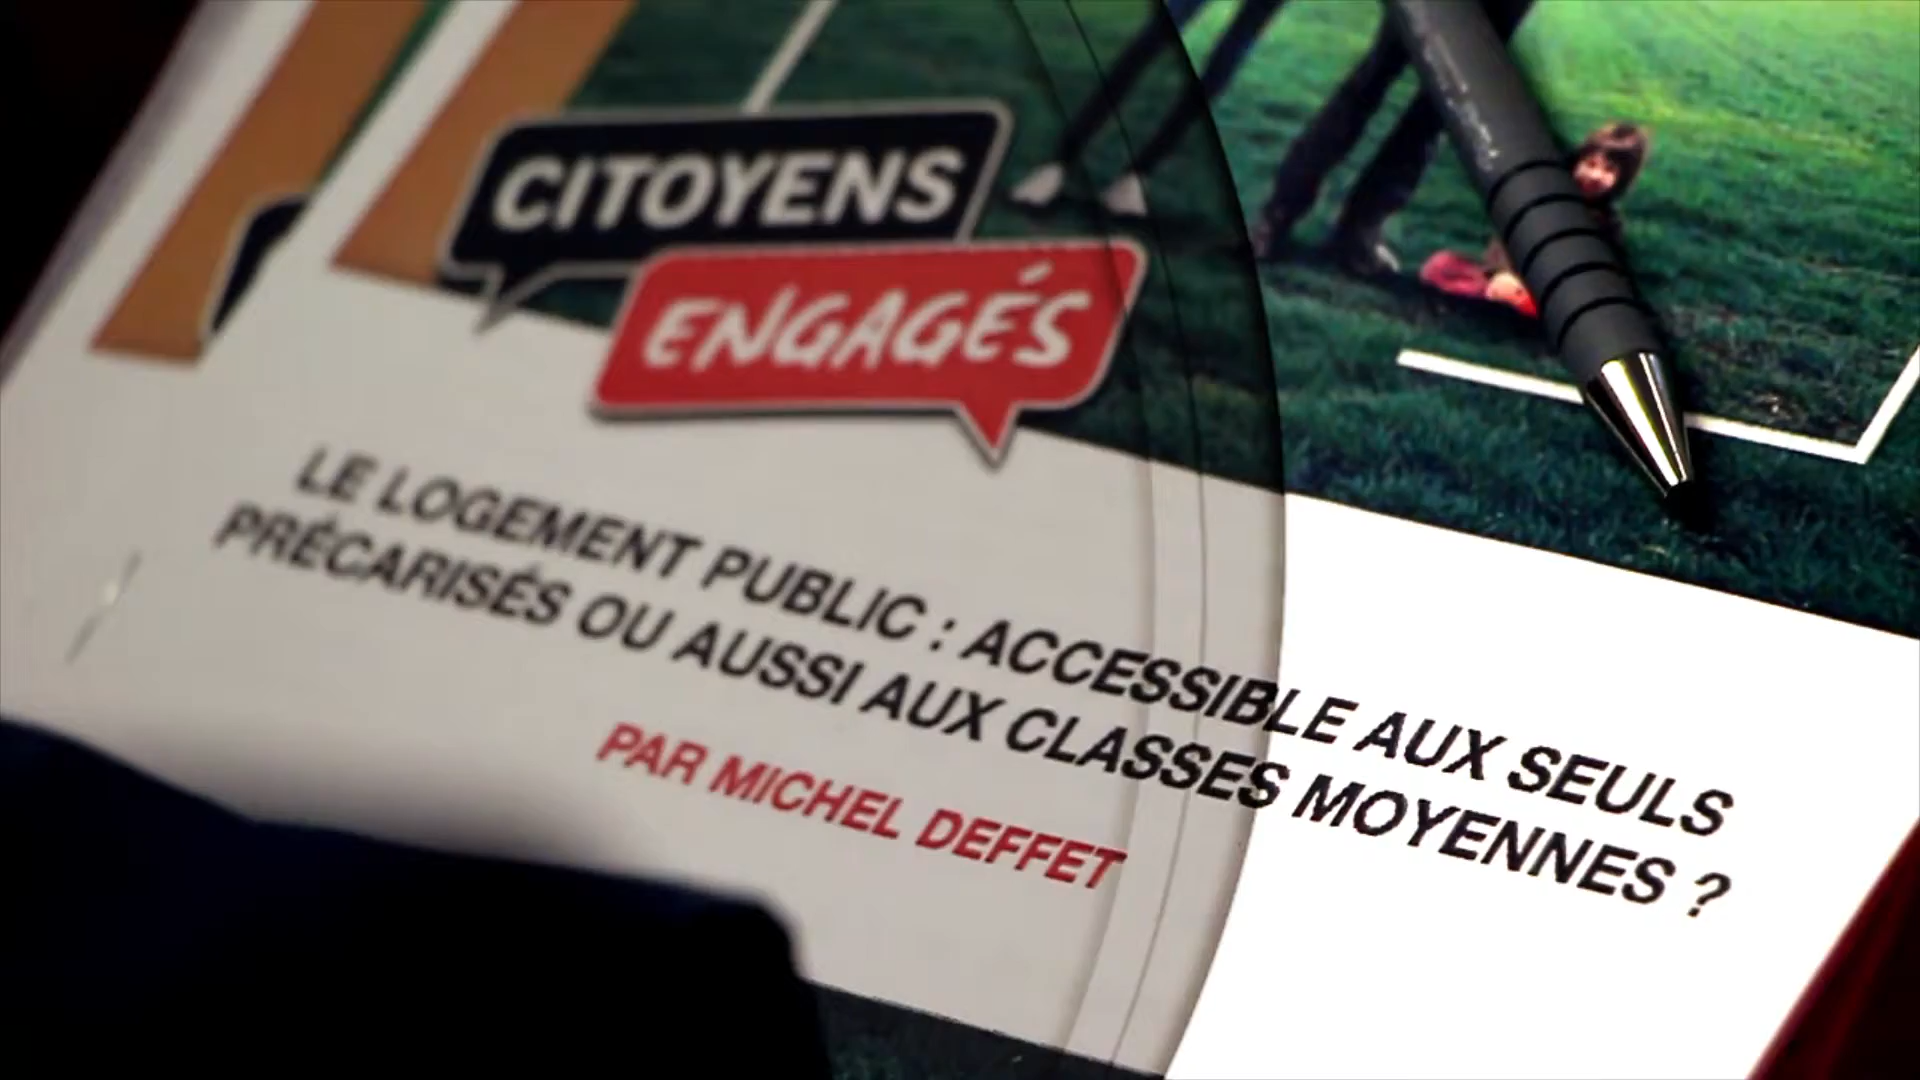 CITOYENS
ENGAGÉS
LE LOGEMENT PUBLIC : ACCESSIBLE AUX SEULS
PRÉCARISÉS OU AUSSI AUX CLASSES MOYENNES ?
PAR MICHEL DEFFET